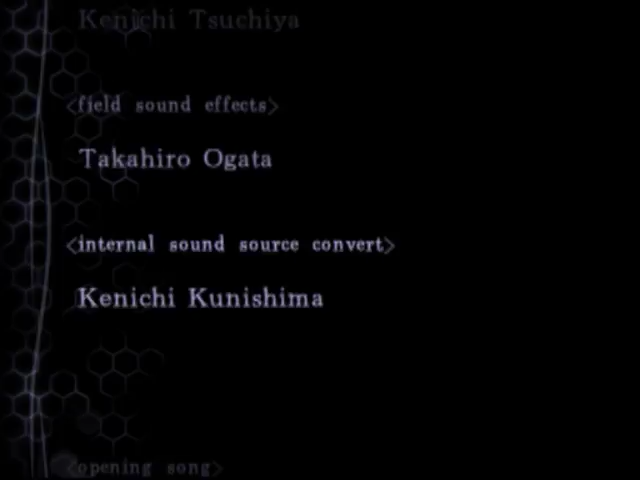 Kenichi Tsuchiya
<field sound effects>
Takahiro Ogata
<internal sound source convert>
Kenichi Kunishima
<opening song>